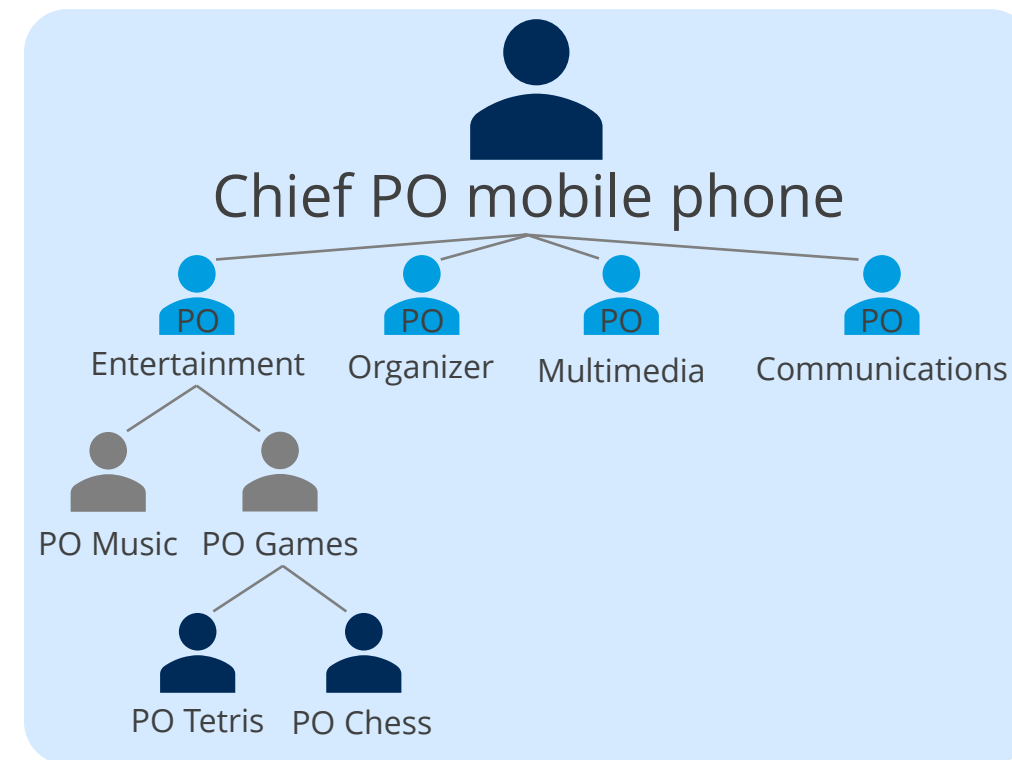 Chief PO mobile phone
PO PO PO PO
Entertainment Organizer Multimedia Communications
PO Music PO Games
PO Tetris PO Chess